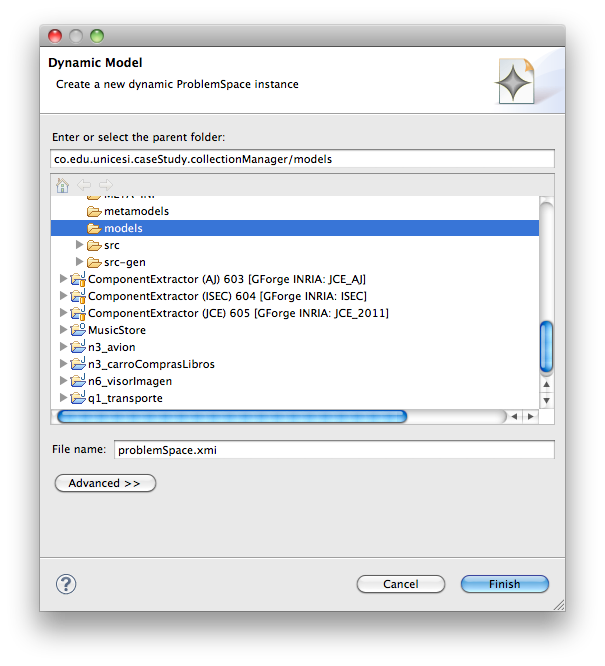 Dynamic Model
Create a new dynamic ProblemSpace instance
Enter or select the parent folder:
co.edu.unicesi.caseStudy.collectionManager/models
META-INF
metamodels
models
src
src-gen
ComponentExtractor (AJ) 603 [GForge INRIA: JCE_AJ]
ComponentExtractor (ISEC) 604 [GForge INRIA: ISEC]
ComponentExtractor (JCE) 605 [GForge INRIA: JCE_2011]
MusicStore
n3_avion
n3_carroComprasLibros
n6_visorImagen
q1_transporte
File name: problemSpace.xmi
Advanced >>
? Cancel Finish